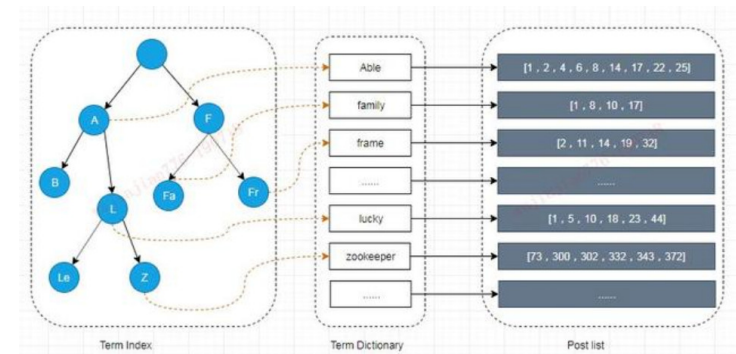 Able
[1 , 2 , 4 , 6 , 8 , 14 , 17 , 22 , 25]
A
F
family
[1 , 8 , 10 , 17]
frame
[2 , 11 , 14 , 19 , 32]
B
Fa
Fr
......
......
L
lucky
[1 , 5 , 10 , 18 , 23 , 44]
zookeeper
[73 , 300 , 302 , 332 , 343 , 372]
Le
Z
......
......
Term Index
Term Dictionary
Post list